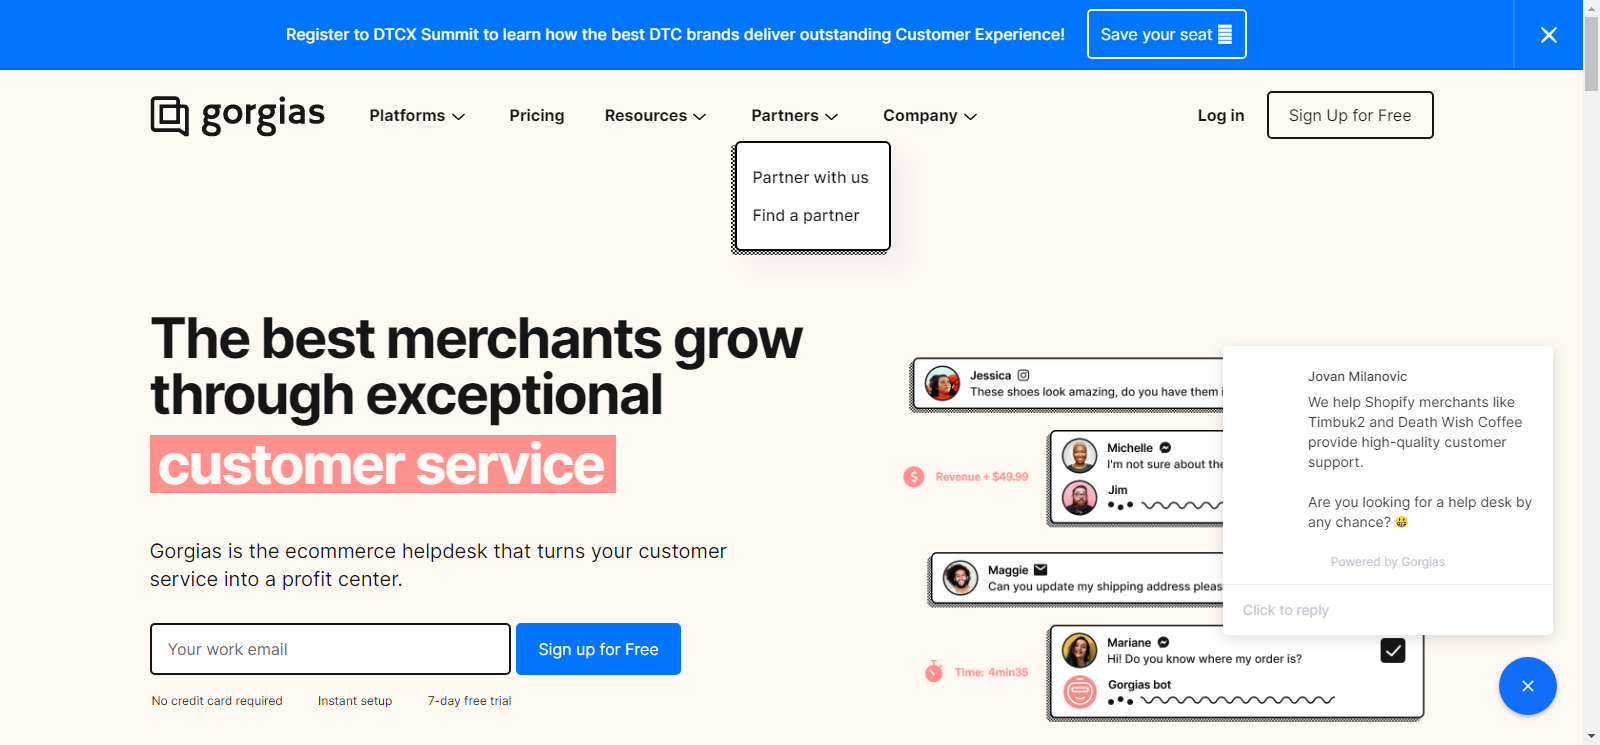 Register to DTCX Summit to learn how the best DTC brands deliver outstanding Customer Experience!
Save your seat
gorgias
Platforms
Pricing
Resources
Partners
Company
Log in
Sign Up for Free
Partner with us
Find a partner
The best merchants grow
through exceptional
customer service
Gorgias is the ecommerce helpdesk that turns your customer
service into a profit center.
Your work email
Sign up for Free
No credit card required
Instant setup
7-day free trial
Jessica
These shoes look amazing, do you have them i
Michelle
I'm not sure about the
Jim
Revenue + $49.99
Maggie
Can you update my shipping address pleas
Mariane
Hi! Do you know where my order is?
Time: 4min35
Gorgias bot
Jovan Milanovic
We help Shopify merchants like
Timbuk2 and Death Wish Coffee
provide high-quality customer
support.
Are you looking for a help desk by
any chance? 😀
Powered by Gorgias
Click to reply